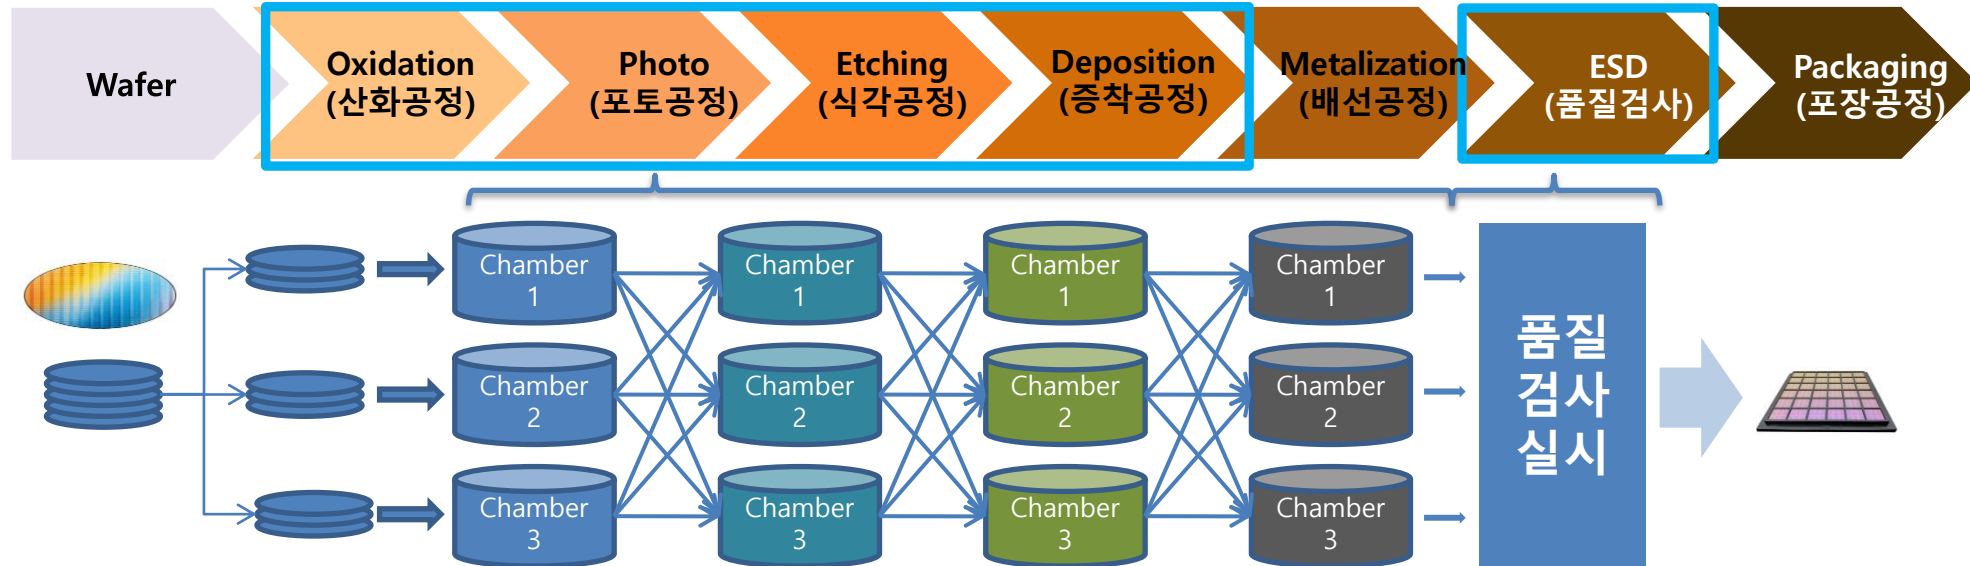 Wafer
Oxidation
(산화공정)
Photo
(포토공정)
Etching
(식각공정)
Deposition
(증착공정)
Metalization
(배선공정)
ESD
(품질검사)
Packaging
(포장공정)
Chamber
1
Chamber
1
Chamber
1
Chamber
1
Chamber
2
Chamber
2
Chamber
2
Chamber
2
Chamber
3
Chamber
3
Chamber
3
Chamber
3
품질
검사
실시